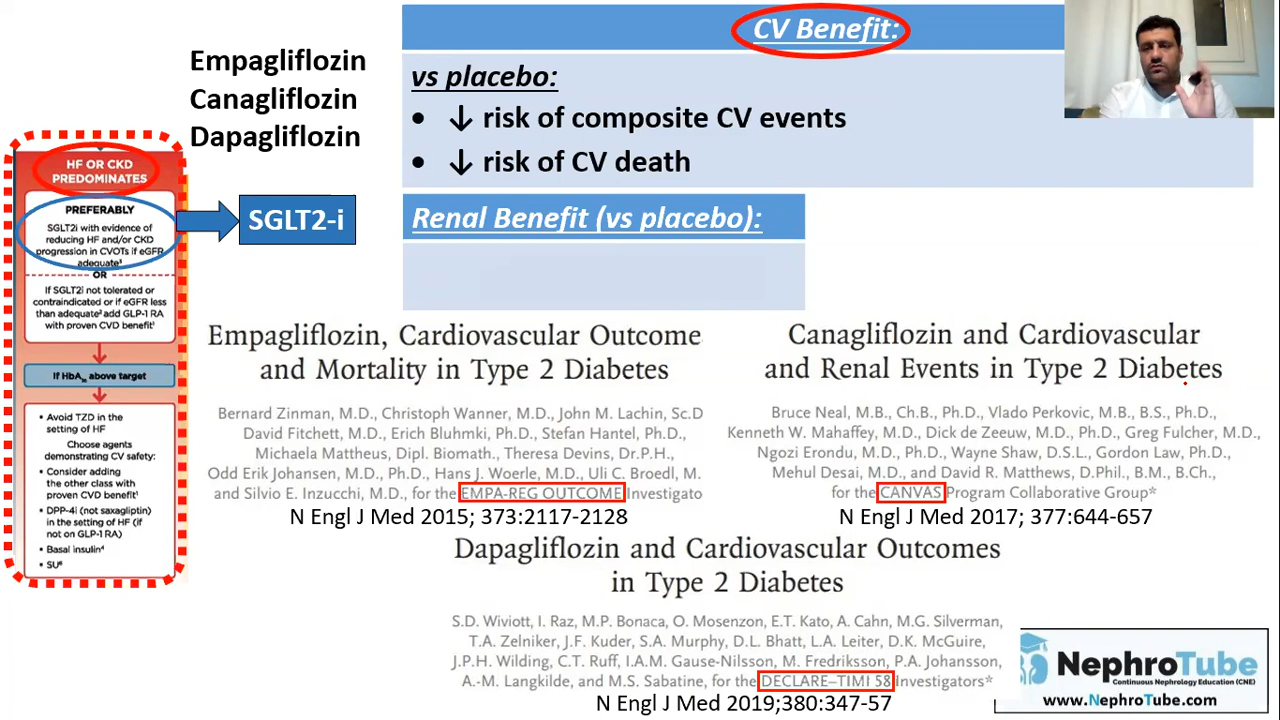 CV Benefit:
Empagliflozin
Canagliflozin
Dapagliflozin
vs placebo:
• ↓ risk of composite CV events
• ↓ risk of CV death
HF OR CKD
PREDOMINATES
PREFERABLY
SGLT2i with evidence of
reducing HF and/or CKD
progression in CVOTs if eGFR
adequate³
OR
If SGLT2i not tolerated or
contraindicated or if eGFR less
than adequate² add GLP-1 RA
with proven CVD benefit¹
If HbA1c above target
• Avoid TZD in the
setting of HF
Choose agents
demonstrating CV safety:
• Consider adding
the other class with
proven CVD benefit¹
• DPP-4i (not saxagliptin)
in the setting of HF (if
not on GLP-1 RA)
• Basal insulin⁴
• SU⁶
SGLT2-i
Renal Benefit (vs placebo):
Empagliflozin, Cardiovascular Outcome
and Mortality in Type 2 Diabetes
Bernard Zinman, M.D., Christoph Wanner, M.D., John M. Lachin, Sc.D
David Fitchett, M.D., Erich Bluhmki, Ph.D., Stefan Hantel, Ph.D.,
Michaela Mattheus, Dipl. Biomath., Theresa Devins, Dr.P.H.,
Odd Erik Johansen, M.D., Ph.D., Hans J. Woerle, M.D., Uli C. Broedl, M.
and Silvio E. Inzucchi, M.D., for the EMPA-REG OUTCOME Investigato
N Engl J Med 2015; 373:2117-2128
Canagliflozin and Cardiovascular
and Renal Events in Type 2 Diabetes
Bruce Neal, M.B., Ch.B., Ph.D., Vlado Perkovic, M.B., B.S., Ph.D.,
Kenneth W. Mahaffey, M.D., Dick de Zeeuw, M.D., Ph.D., Greg Fulcher, M.D.,
Ngozi Erondu, M.D., Ph.D., Wayne Shaw, D.S.L., Gordon Law, Ph.D.,
Mehul Desai, M.D., and David R. Matthews, D.Phil., B.M., B.Ch.,
for the CANVAS Program Collaborative Group*
N Engl J Med 2017; 377:644-657
Dapagliflozin and Cardiovascular Outcomes
in Type 2 Diabetes
S.D. Wiviott, I. Raz, M.P. Bonaca, O. Mosenzon, E.T. Kato, A. Cahn, M.G. Silverman,
T.A. Zelniker, J.F. Kuder, S.A. Murphy, D.L. Bhatt, L.A. Leiter, D.K. McGuire,
J.P.H. Wilding, C.T. Ruff, I.A.M. Gause-Nilsson, M. Fredriksson, P.A. Johansson,
A.-M. Langkilde, and M.S. Sabatine, for the DECLARE–TIMI 58 Investigators*
N Engl J Med 2019;380:347-57
NephroTube
Continuous Nephrology Education (CNE)
www.NephroTube.com